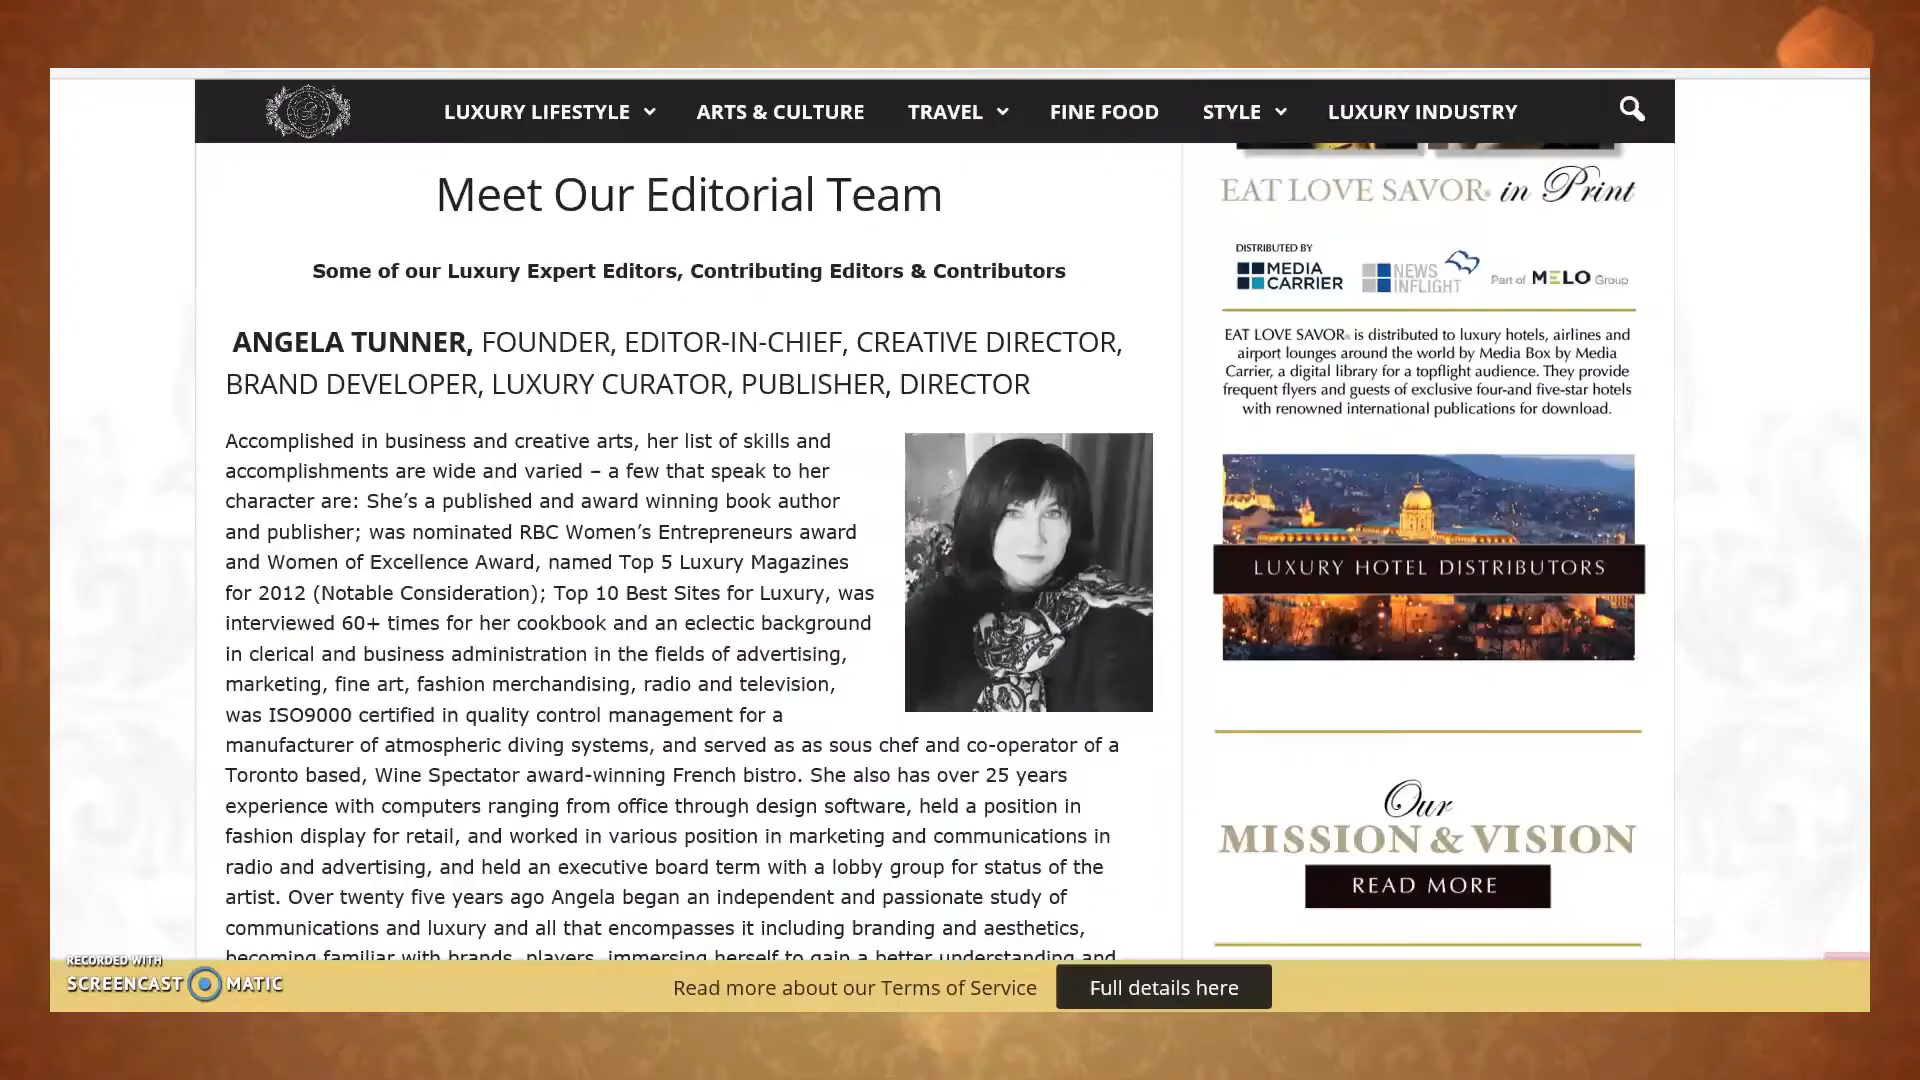 LUXURY LIFESTYLE
ARTS & CULTURE
TRAVEL
FINE FOOD
STYLE
LUXURY INDUSTRY
Meet Our Editorial Team
Some of our Luxury Expert Editors, Contributing Editors & Contributors
ANGELA TUNNER, FOUNDER, EDITOR-IN-CHIEF, CREATIVE DIRECTOR,
BRAND DEVELOPER, LUXURY CURATOR, PUBLISHER, DIRECTOR
Accomplished in business and creative arts, her list of skills and
accomplishments are wide and varied – a few that speak to her
character are: She’s a published and award winning book author
and publisher; was nominated RBC Women’s Entrepreneurs award
and Women of Excellence Award, named Top 5 Luxury Magazines
for 2012 (Notable Consideration); Top 10 Best Sites for Luxury, was
interviewed 60+ times for her cookbook and an eclectic background
in clerical and business administration in the fields of advertising,
marketing, fine art, fashion merchandising, radio and television,
was ISO9000 certified in quality control management for a
manufacturer of atmospheric diving systems, and served as as sous chef and co-operator of a
Toronto based, Wine Spectator award-winning French bistro. She also has over 25 years
experience with computers ranging from office through design software, held a position in
fashion display for retail, and worked in various position in marketing and communications in
radio and advertising, and held an executive board term with a lobby group for status of the
artist. Over twenty five years ago Angela began an independent and passionate study of
communications and luxury and all that encompasses it including branding and aesthetics,
becoming familiar with brands, players, immersing herself to gain a better understanding and
EAT LOVE SAVOR® in Print
DISTRIBUTED BY
MEDIA CARRIER
NEWS INFLIGHT
Part of MELO Group
EAT LOVE SAVOR® is distributed to luxury hotels, airlines and
airport lounges around the world by Media Box by Media
Carrier, a digital library for a topflight audience. They provide
frequent flyers and guests of exclusive four-and five-star hotels
with renowned international publications for download.
LUXURY HOTEL DISTRIBUTORS
Our
MISSION & VISION
READ MORE
RECORDED WITH
SCREENCAST MATIC
Read more about our Terms of Service
Full details here